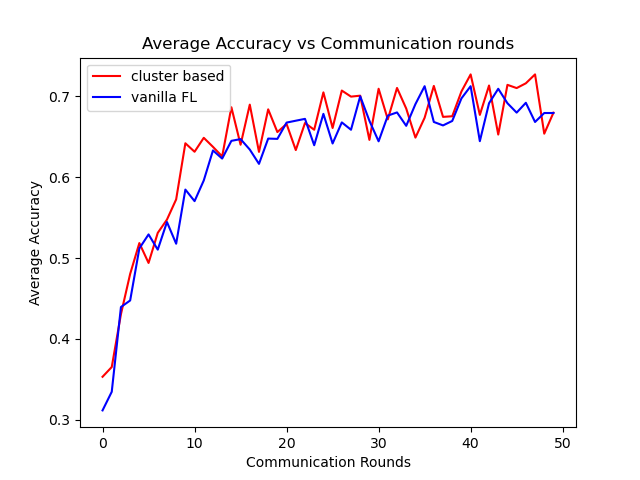 Average Accuracy vs Communication rounds
cluster based
vanilla FL
0.7
0.6
0.5
0.4
0.3
Average Accuracy
0 10 20 30 40 50
Communication Rounds